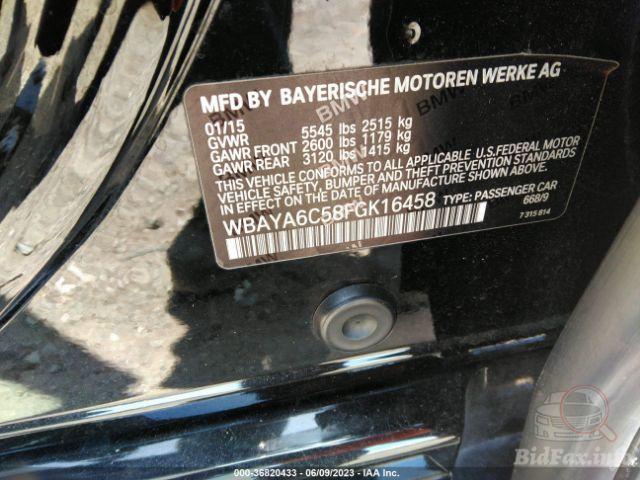 MFD BY BAYERISCHE MOTOREN WERKE AG
01/15
GVWR 5545 lbs 2515 kg
GAWR FRONT 2600 lbs 1179 kg
GAWR REAR 3120 lbs 1415 kg
THIS VEHICLE CONFORMS TO ALL APPLICABLE U.S.FEDERAL MOTOR
VEHICLE SAFETY, BUMPER AND THEFT PREVENTION STANDARDS
IN EFFECT ON THE DATE OF MANUFACTURE SHOWN ABOVE.
WBAYA6C58FGK16458 TYPE: PASSENGER CAR
668/9
7 315 814
BidFax.info
000-36820433 - 06/09/2023 - IAA Inc.